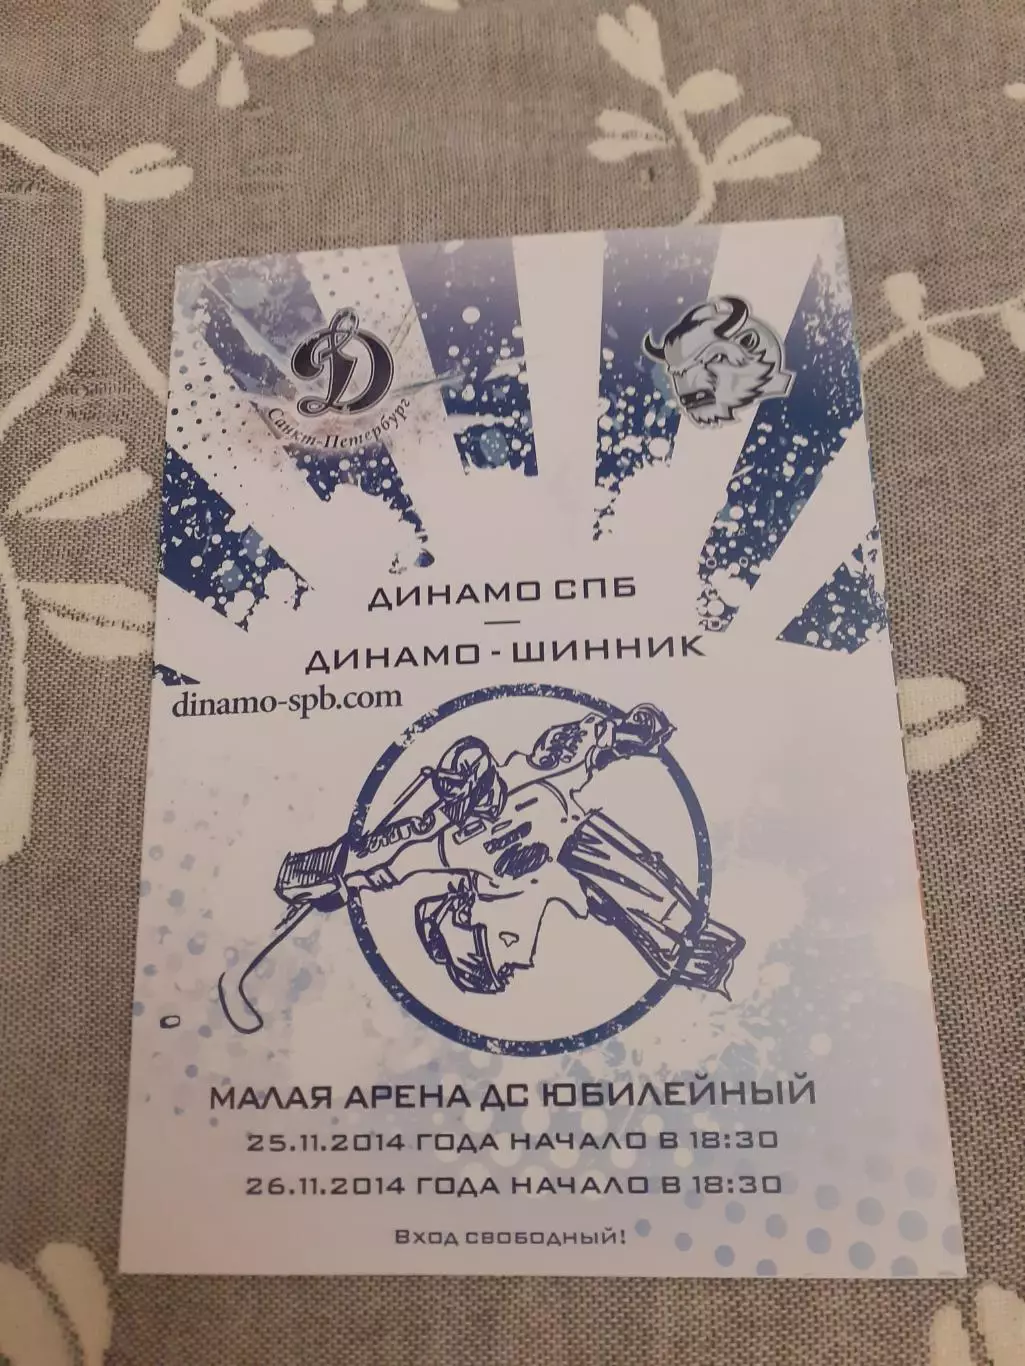 Санкт-Петербург
ДИНАМО СПБ
—
ДИНАМО - ШИННИК
dinamo-spb.com
МАЛАЯ АРЕНА ДС ЮБИЛЕЙНЫЙ
25.11.2014 ГОДА НАЧАЛО В 18:30
26.11.2014 ГОДА НАЧАЛО В 18:30
ВХОД СВОБОДНЫЙ!